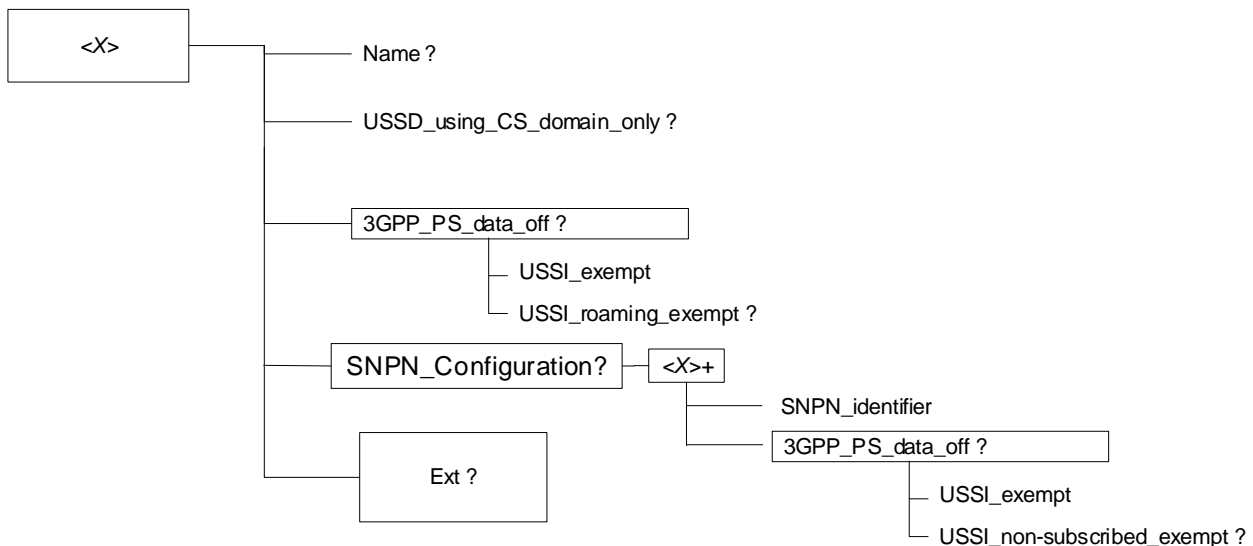 <X>
Name ?
USSD_using_CS_domain_only ?
3GPP_PS_data_off ?
USSI_exempt
USSI_roaming_exempt ?
SNPN_Configuration?
<X>+
SNPN_identifier
3GPP_PS_data_off ?
USSI_exempt
USSI_non-subscribed_exempt ?
Ext ?